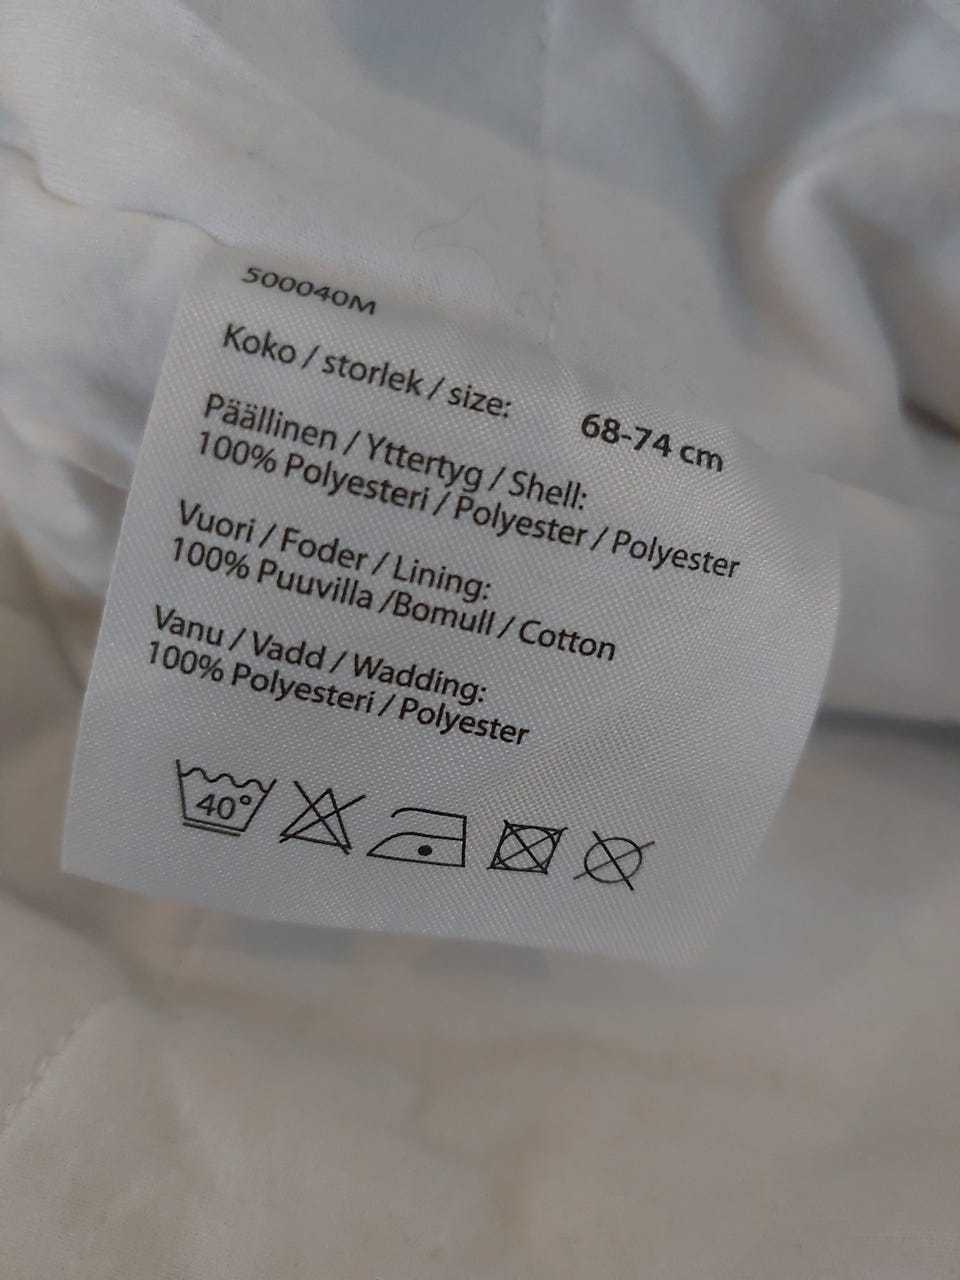 500040M
Koko / storlek / size: 68-74 cm
Päällinen / Yttertyg / Shell:
100% Polyesteri / Polyester / Polyester
Vuori / Foder / Lining:
100% Puuvilla /Bomull / Cotton
Vanu / Vadd / Wadding:
100% Polyesteri / Polyester
40°